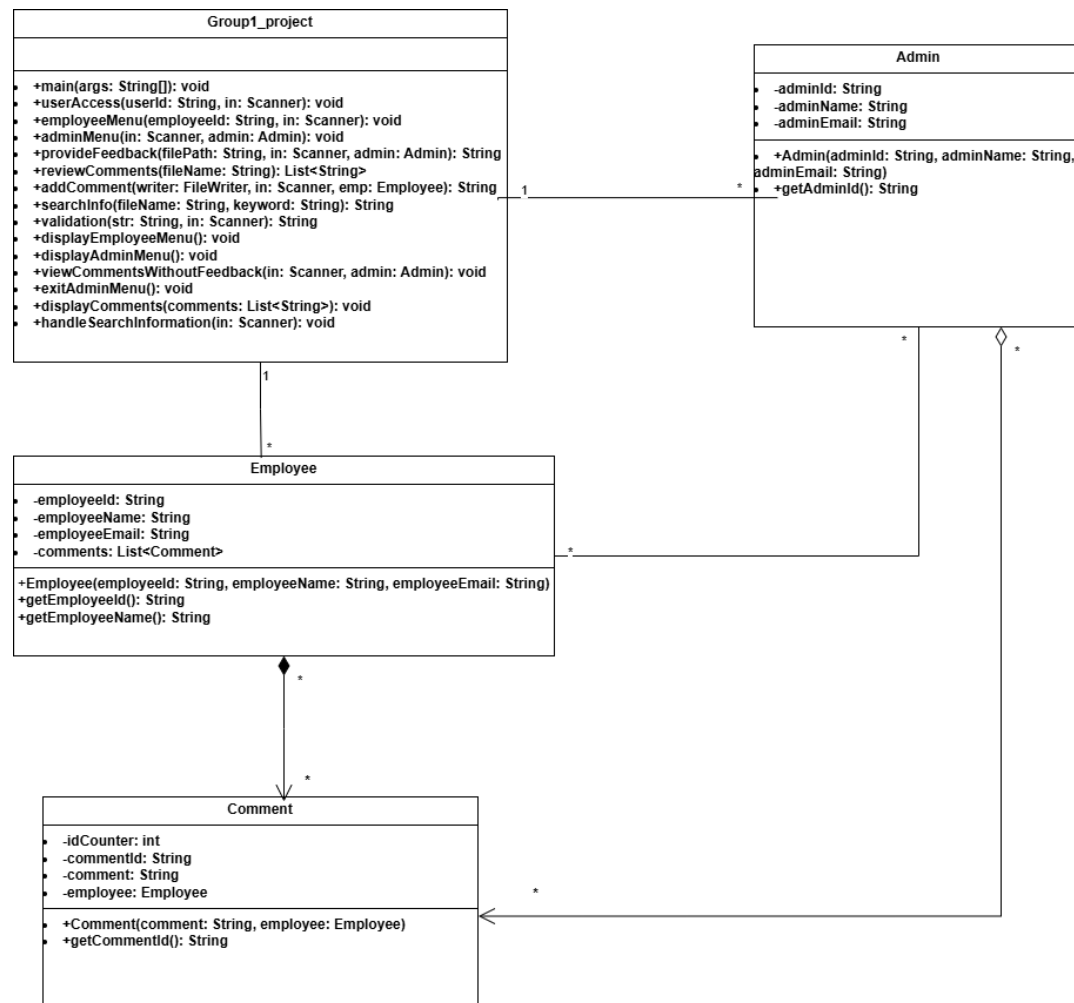 Group1_project
+main(args: String[]): void
+userAccess(userId: String, in: Scanner): void
+employeeMenu(employeeId: String, in: Scanner): void
+adminMenu(in: Scanner, admin: Admin): void
+provideFeedback(filePath: String, in: Scanner, admin: Admin): String
+reviewComments(fileName: String): List<String>
+addComment(writer: FileWriter, in: Scanner, emp: Employee): String
+searchInfo(fileName: String, keyword: String): String
+validation(str: String, in: Scanner): String
+displayEmployeeMenu(): void
+displayAdminMenu(): void
+viewCommentsWithoutFeedback(in: Scanner, admin: Admin): void
+exitAdminMenu(): void
+displayComments(comments: List<String>): void
+handleSearchInformation(in: Scanner): void
Admin
-adminId: String
-adminName: String
-adminEmail: String
+Admin(adminId: String, adminName: String,
adminEmail: String)
+getAdminId(): String
1
*
*
*
1
*
Employee
-employeeId: String
-employeeName: String
-employeeEmail: String
-comments: List<Comment>
+Employee(employeeId: String, employeeName: String, employeeEmail: String)
+getEmployeeId(): String
+getEmployeeName(): String
*
*
*
Comment
-idCounter: int
-commentId: String
-comment: String
-employee: Employee
+Comment(comment: String, employee: Employee)
+getCommentId(): String
*